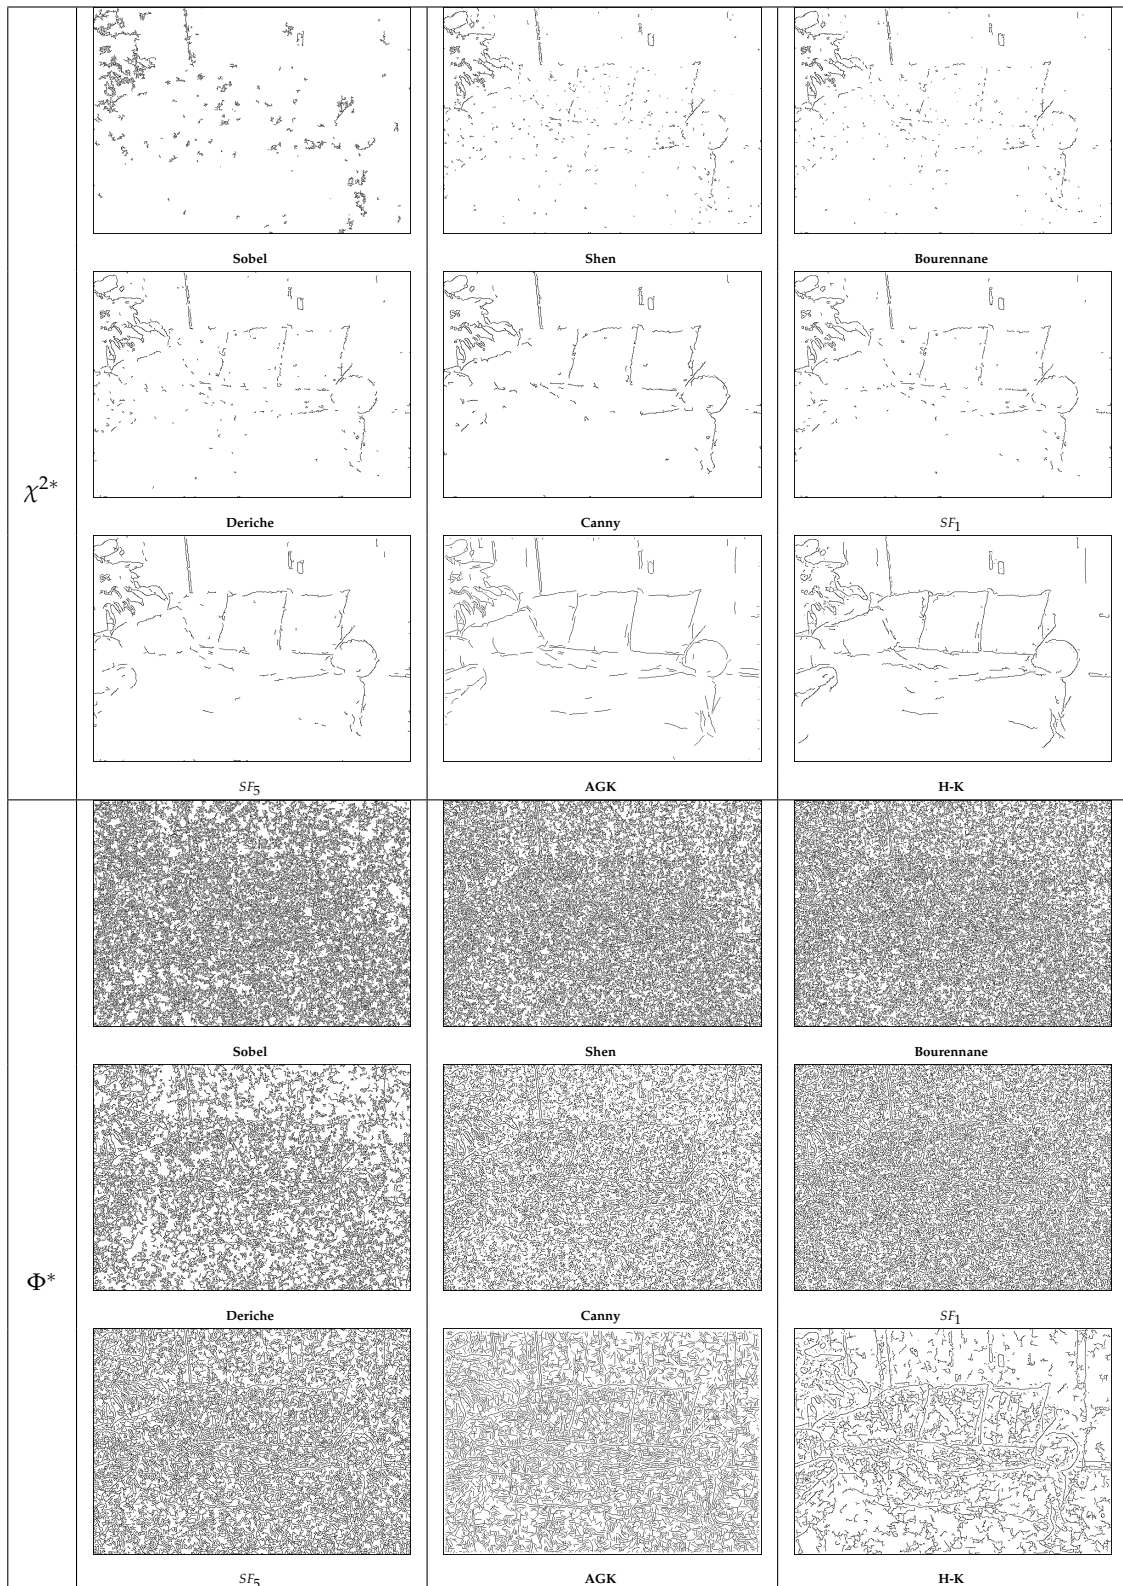 Sobel Shen Bourennane
χ²*
Deriche Canny SF₁
SF₅ AGK H-K
Sobel Shen Bourennane
Φ*
Deriche Canny SF₁
SF₅ AGK H-K